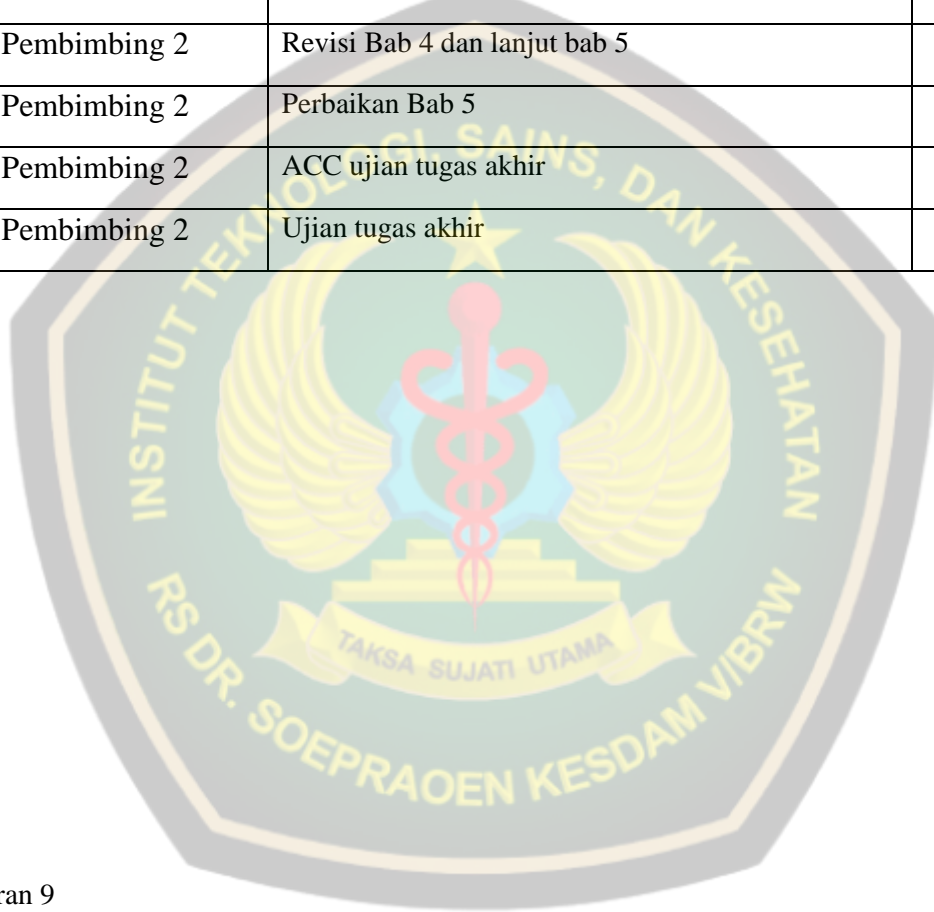 Pembimbing 2 Revisi Bab 4 dan lanjut bab 5
Pembimbing 2 Perbaikan Bab 5
Pembimbing 2 ACC ujian tugas akhir
Pembimbing 2 Ujian tugas akhir
INSTITUT TEKNOLOGI, SAINS, DAN KESEHATAN
TAKSA SUJATI UTAMA
RS DR. SOEPRAOEN KESDAM V/BRW
ran 9